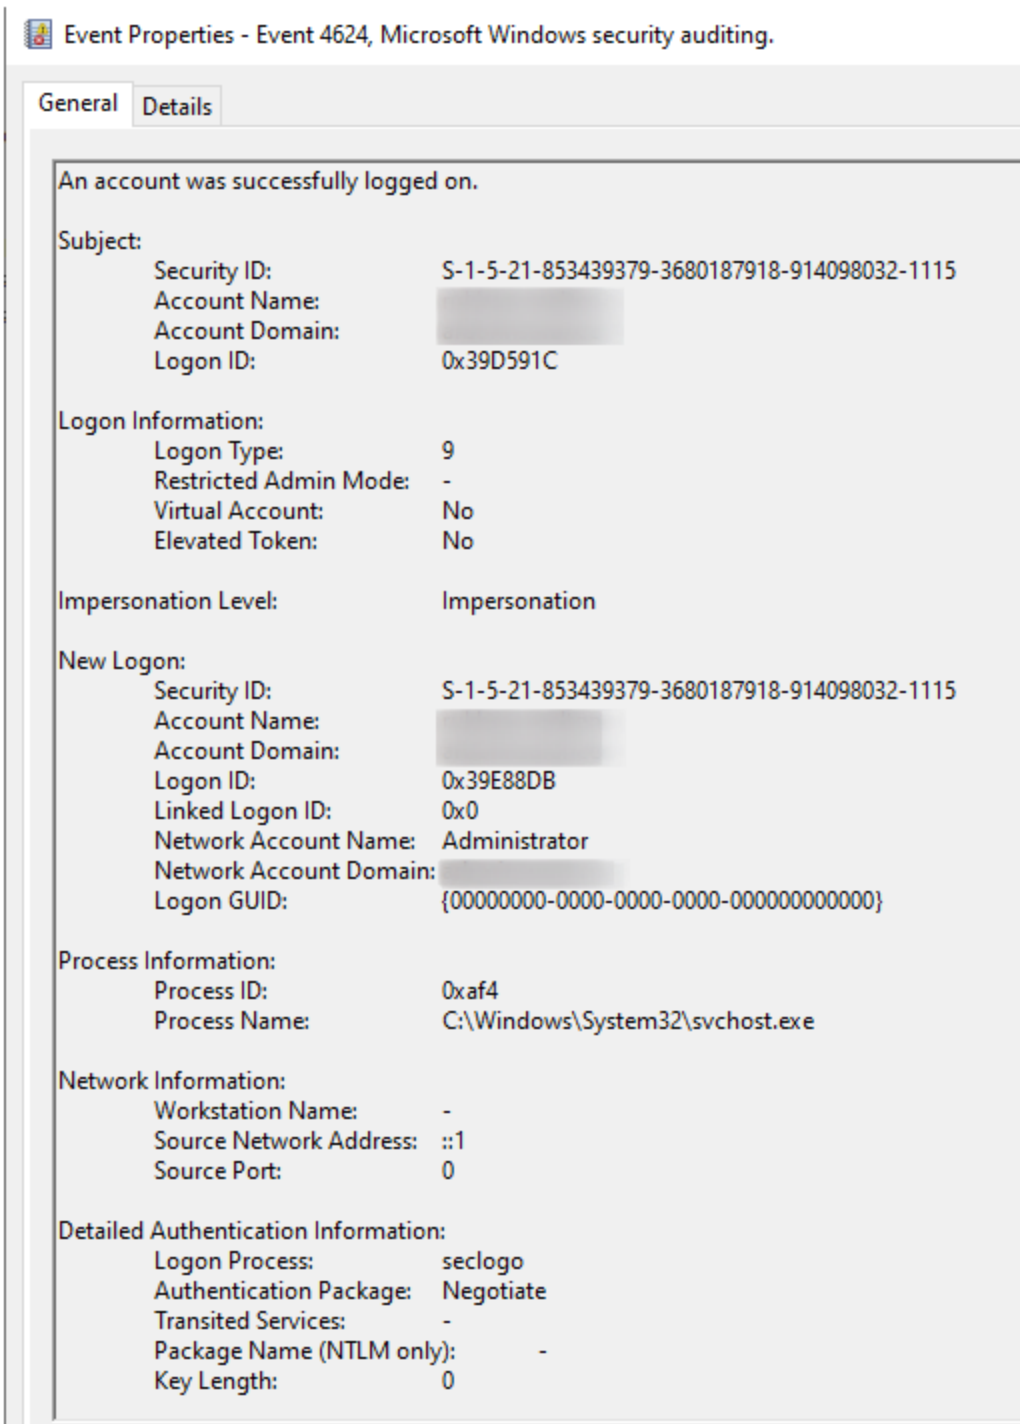 Event Properties - Event 4624, Microsoft Windows security auditing.
General Details
An account was successfully logged on.
Subject:
Security ID: S-1-5-21-853439379-3680187918-914098032-1115
Account Name:
Account Domain:
Logon ID: 0x39D591C
Logon Information:
Logon Type: 9
Restricted Admin Mode: -
Virtual Account: No
Elevated Token: No
Impersonation Level: Impersonation
New Logon:
Security ID: S-1-5-21-853439379-3680187918-914098032-1115
Account Name:
Account Domain:
Logon ID: 0x39E88DB
Linked Logon ID: 0x0
Network Account Name: Administrator
Network Account Domain:
Logon GUID: {00000000-0000-0000-0000-000000000000}
Process Information:
Process ID: 0xaf4
Process Name: C:\Windows\System32\svchost.exe
Network Information:
Workstation Name: -
Source Network Address: ::1
Source Port: 0
Detailed Authentication Information:
Logon Process: seclogo
Authentication Package: Negotiate
Transited Services: -
Package Name (NTLM only): -
Key Length: 0